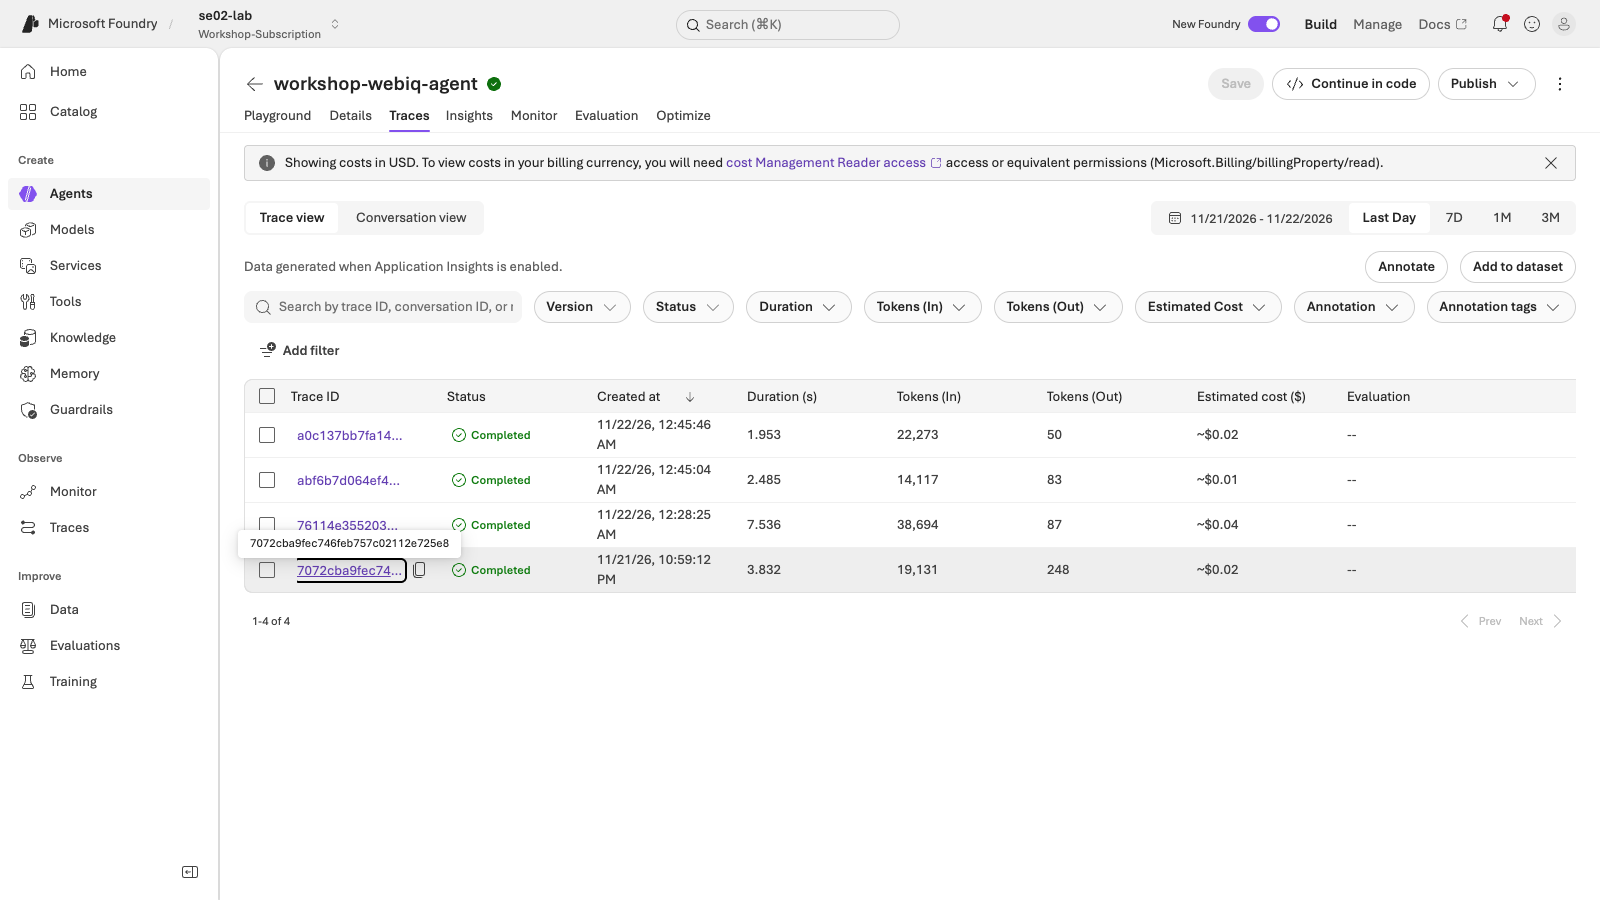 Microsoft Foundry
/
se02-lab
Workshop-Subscription
Search (⌘K)
New Foundry
Build
Manage
Docs
Home
Catalog
Create
Agents
Models
Services
Tools
Knowledge
Memory
Guardrails
Observe
Monitor
Traces
Improve
Data
Evaluations
Training
workshop-webiq-agent
Save
Continue in code
Publish
Playground
Details
Traces
Insights
Monitor
Evaluation
Optimize
Showing costs in USD. To view costs in your billing currency, you will need cost Management Reader access access or equivalent permissions (Microsoft.Billing/billingProperty/read).
Trace view
Conversation view
11/21/2026 - 11/22/2026
Last Day
7D
1M
3M
Data generated when Application Insights is enabled.
Annotate
Add to dataset
Search by trace ID, conversation ID, or r
Version
Status
Duration
Tokens (In)
Tokens (Out)
Estimated Cost
Annotation
Annotation tags
Add filter
Trace ID
Status
Created at
Duration (s)
Tokens (In)
Tokens (Out)
Estimated cost ($)
Evaluation
a0c137bb7fa14...
Completed
11/22/26, 12:45:46
AM
1.953
22,273
50
~$0.02
--
abf6b7d064ef4...
Completed
11/22/26, 12:45:04
AM
2.485
14,117
83
~$0.01
--
76114e355203...
Completed
11/22/26, 12:28:25
AM
7.536
38,694
87
~$0.04
--
7072cba9fec746feb757c02112e725e8
7072cba9fec74...
Completed
11/21/26, 10:59:12
PM
3.832
19,131
248
~$0.02
--
1-4 of 4
Prev
Next